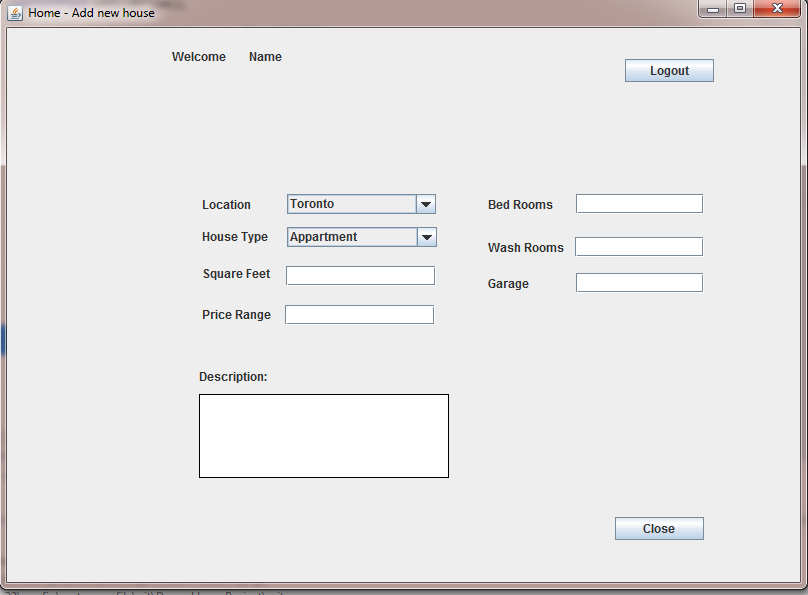 Home - Add new house
Welcome Name
Logout
Location Toronto
Bed Rooms
House Type Appartment
Wash Rooms
Square Feet
Garage
Price Range
Description:
Close